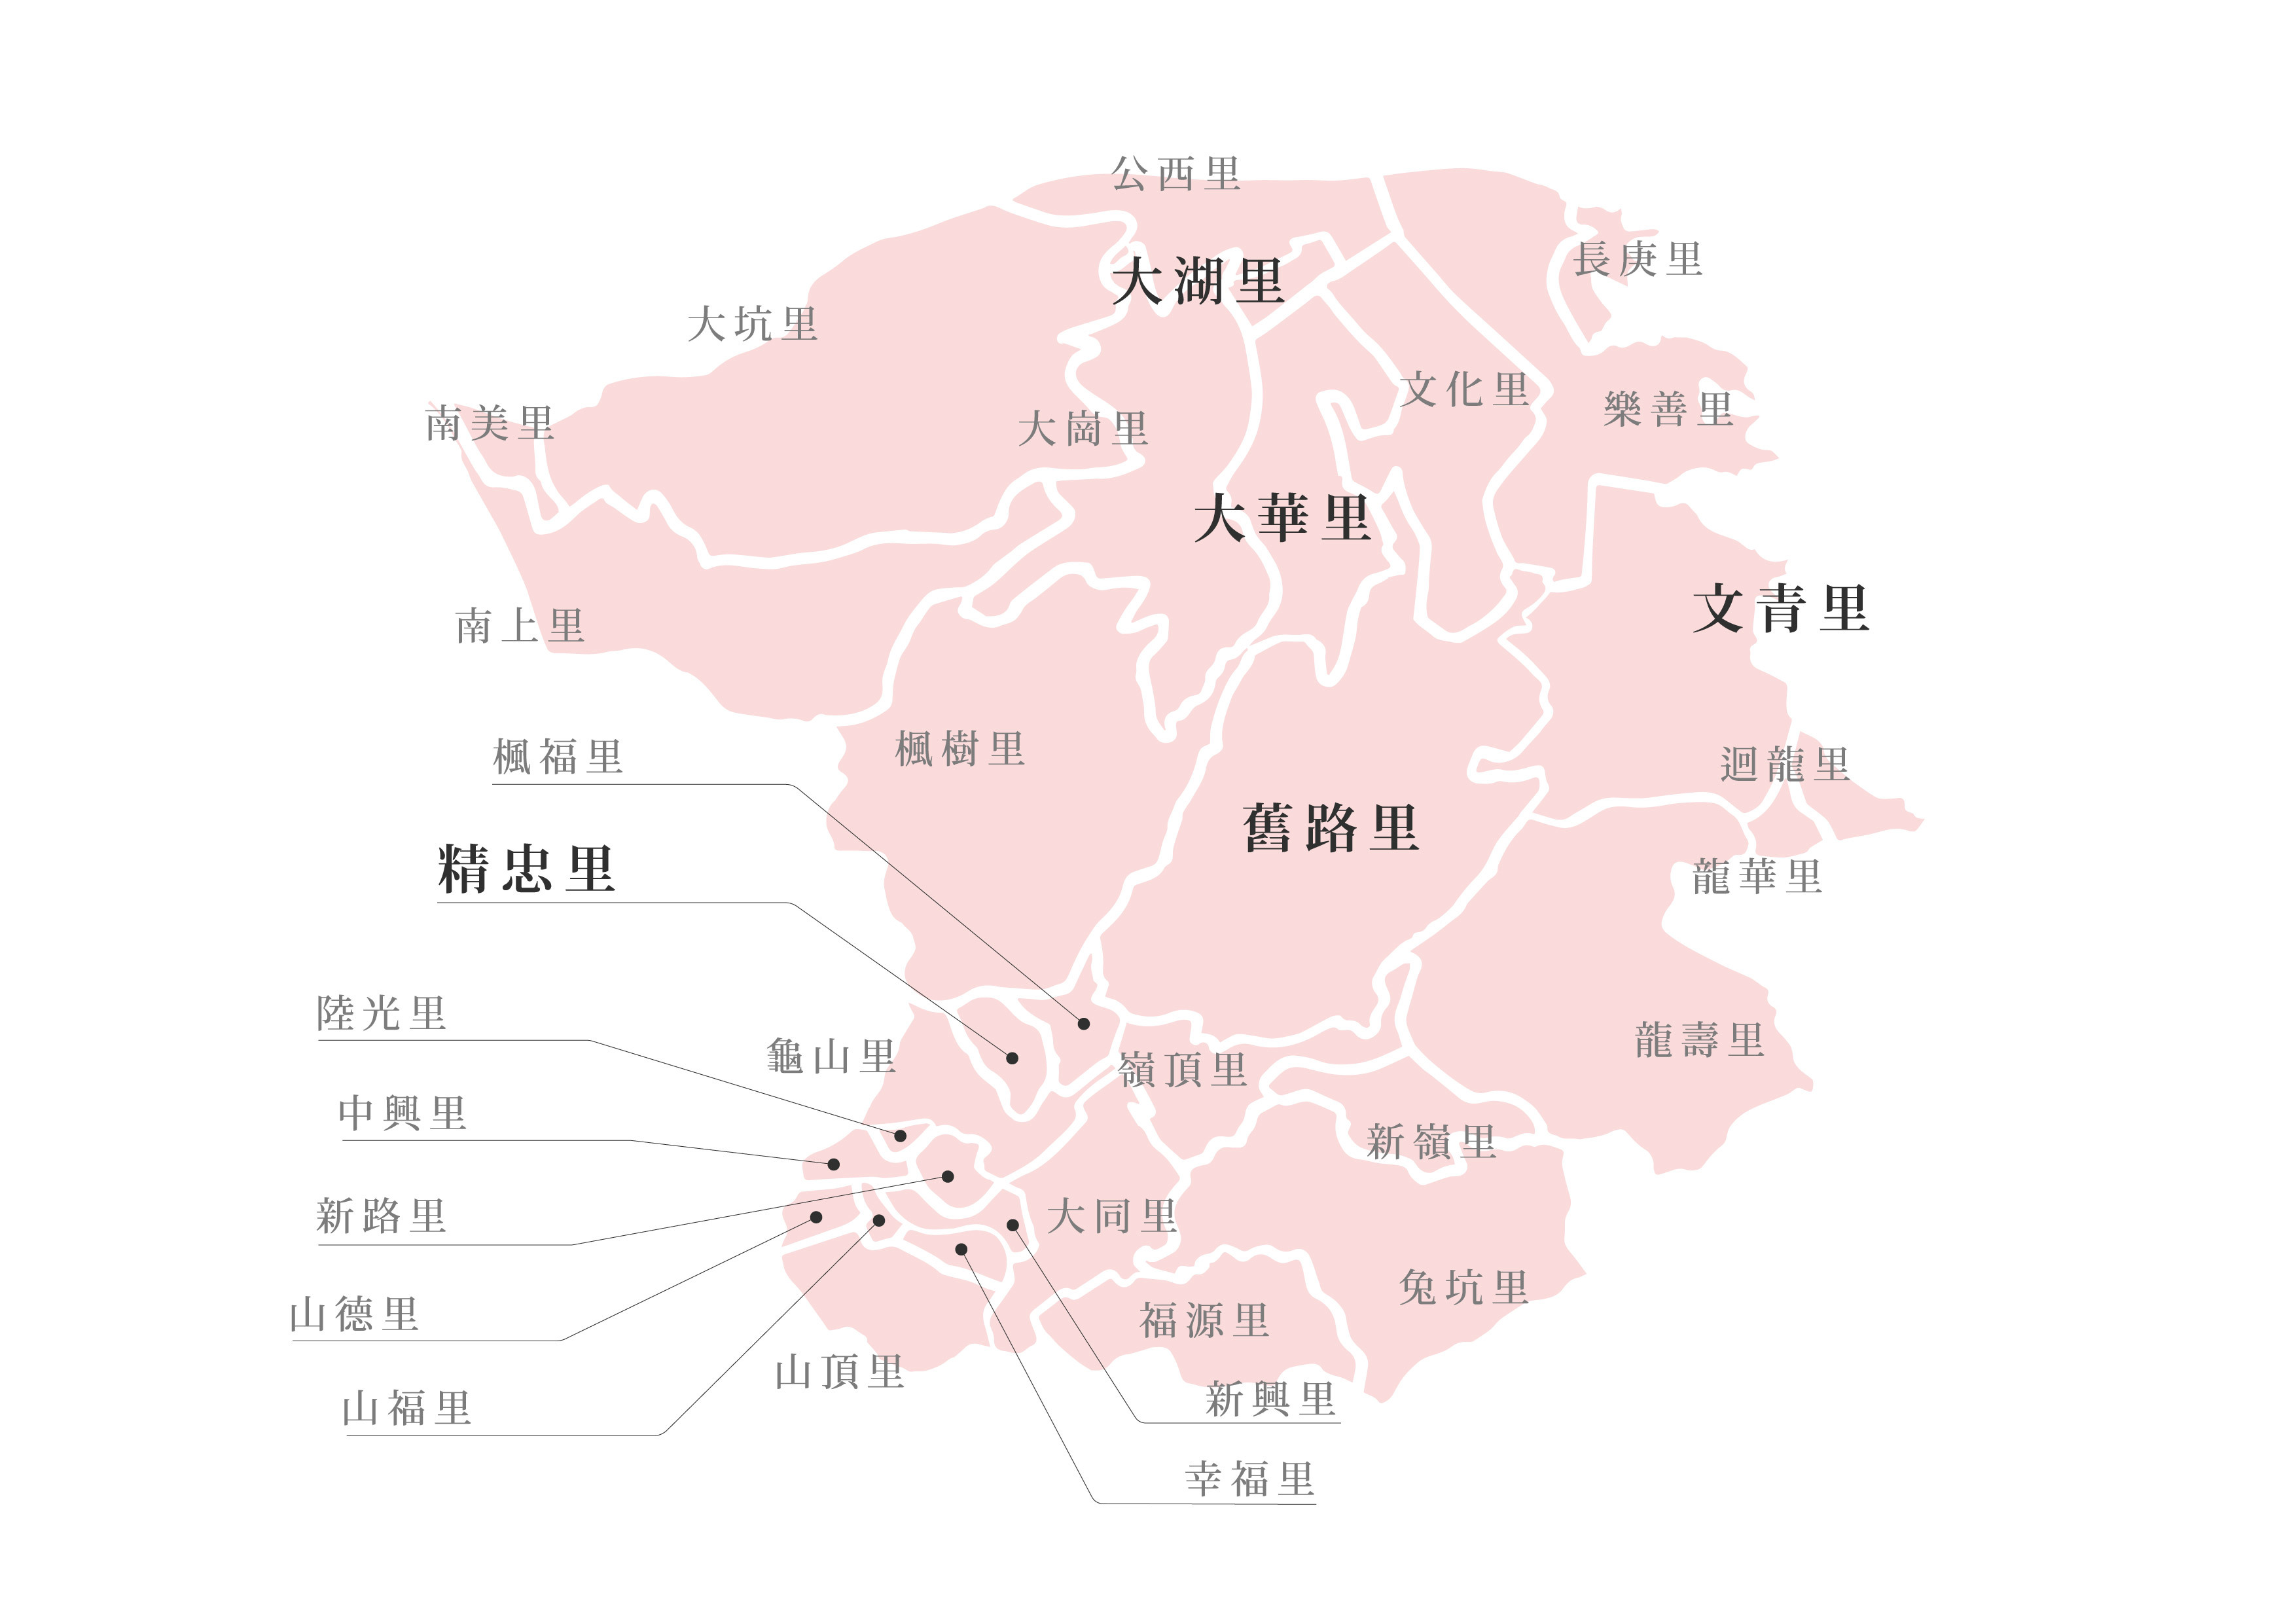 公西里
長庚里
大湖里
大坑里
文化里
樂善里
南美里
大崗里
大華里
文青里
南上里
楓樹里
楓福里
迴龍里
舊路里
精忠里
龍華里
陸光里
龜山里
嶺頂里
龍壽里
中興里
新嶺里
新路里
大同里
山德里
福源里
兔坑里
山頂里
山福里
新興里
幸福里